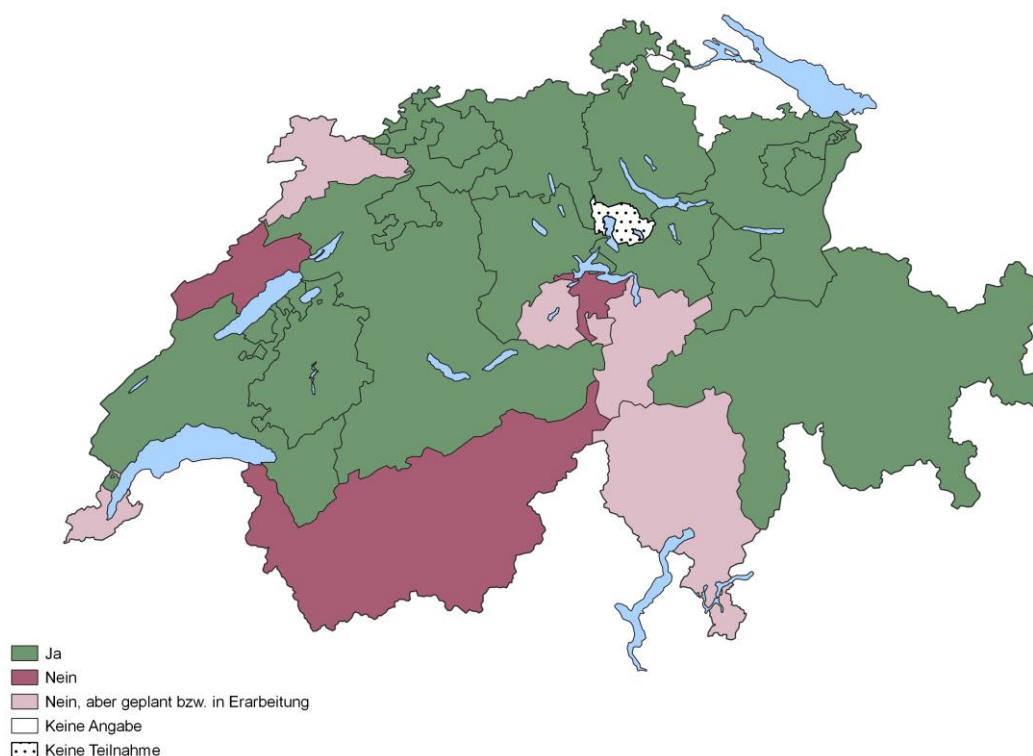 Ja
Nein
Nein, aber geplant bzw. in Erarbeitung
Keine Angabe
Keine Teilnahme